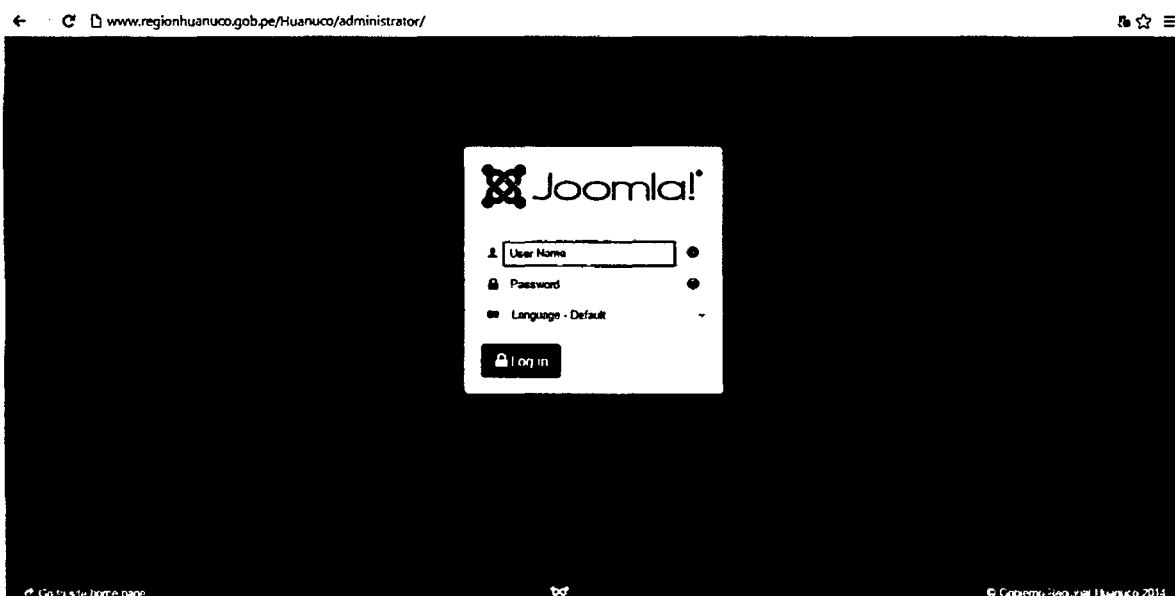 www.regionhuanuco.gob.pe/Huanuco/administrator/
Joomla!
User Name
Password
Language - Default
Log in
Go to site home page
© Gobierno Regional Huanuco 2014